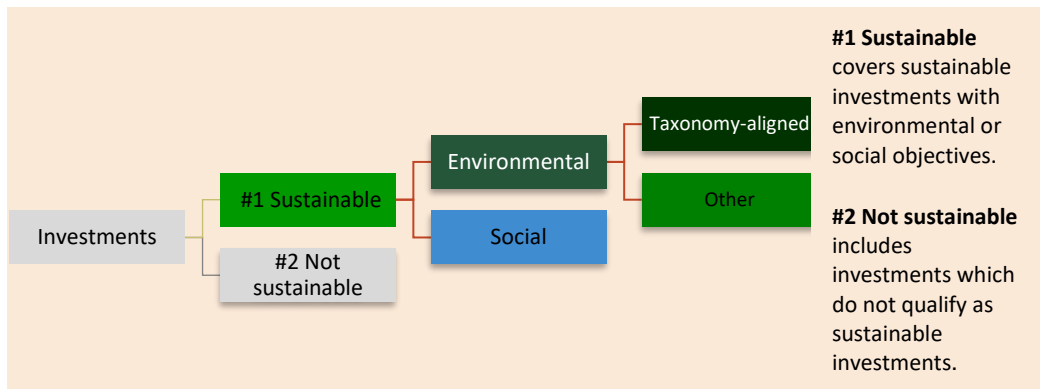 Investments
#1 Sustainable
#2 Not
sustainable
Environmental
Social
Taxonomy-aligned
Other
#1 Sustainable
covers sustainable
investments with
environmental or
social objectives.
#2 Not sustainable
includes
investments which
do not qualify as
sustainable
investments.